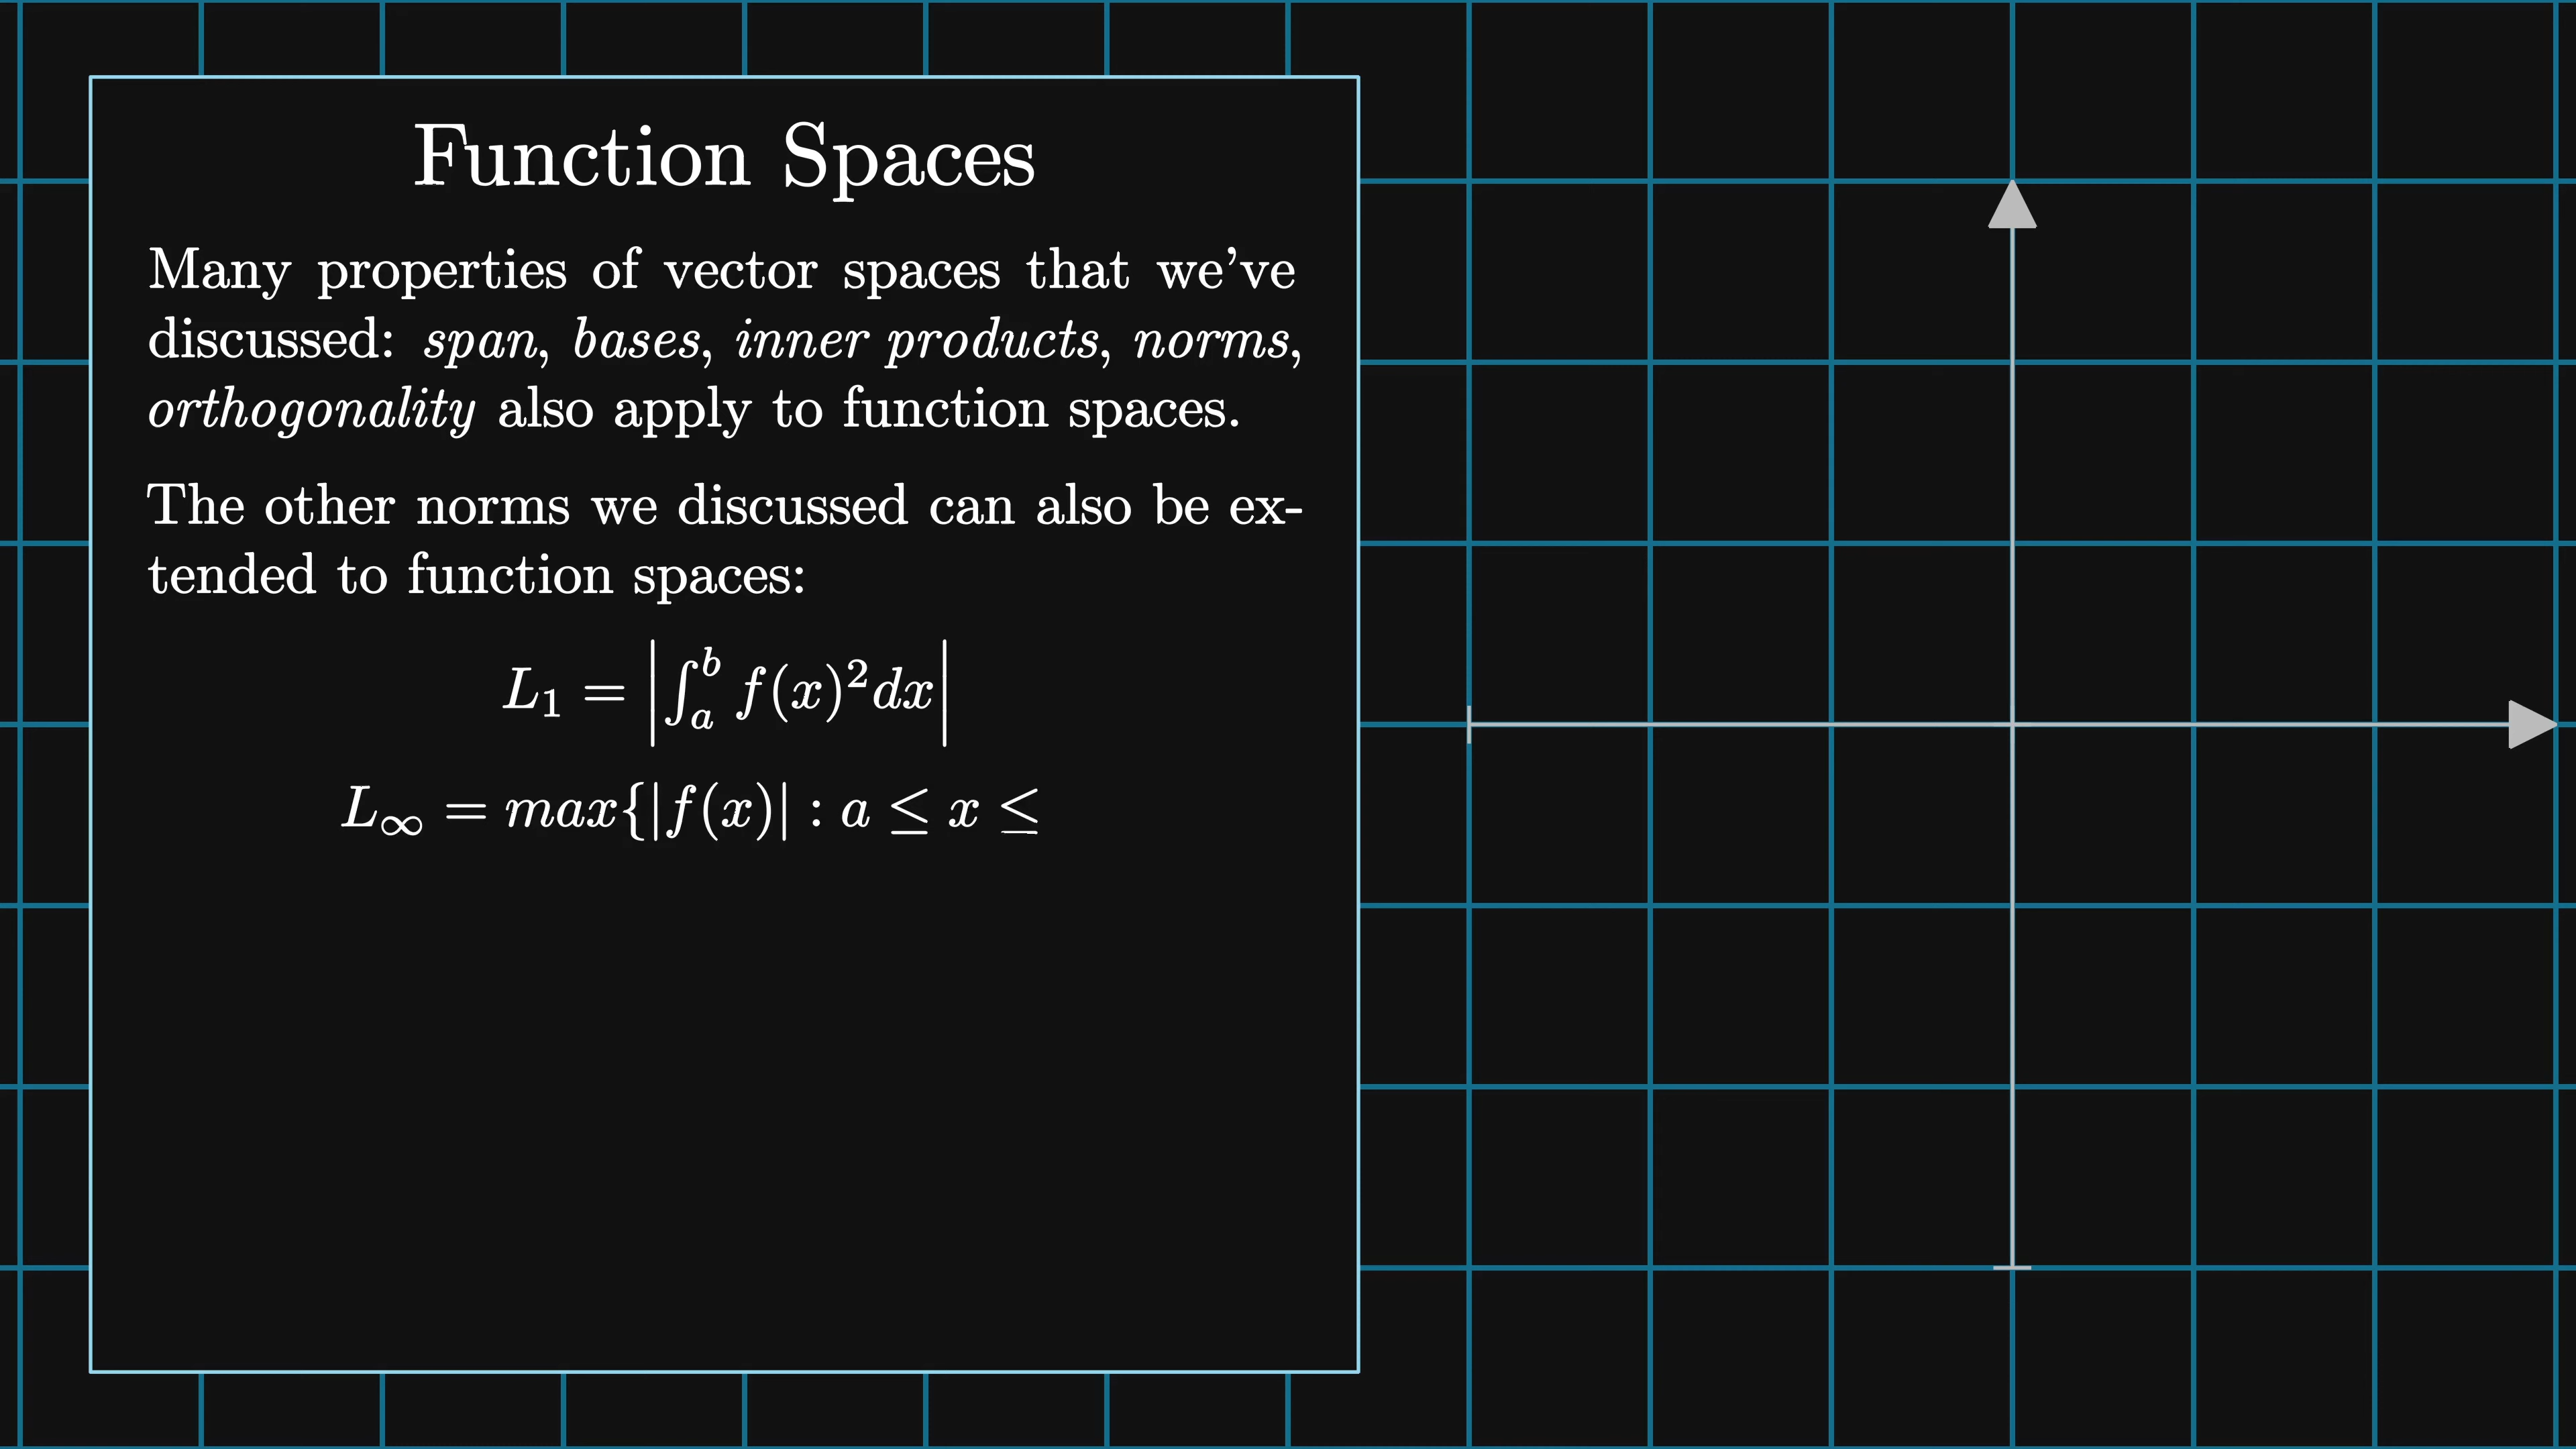 Function Spaces
Many properties of vector spaces that we've
discussed: span, bases, inner products, norms,
orthogonality also apply to function spaces.
The other norms we discussed can also be ex-
tended to function spaces:
L₁ = |∫ₐᵇ f(x)²dx|
L∞ = max{|f(x)| : a ≤ x ≤